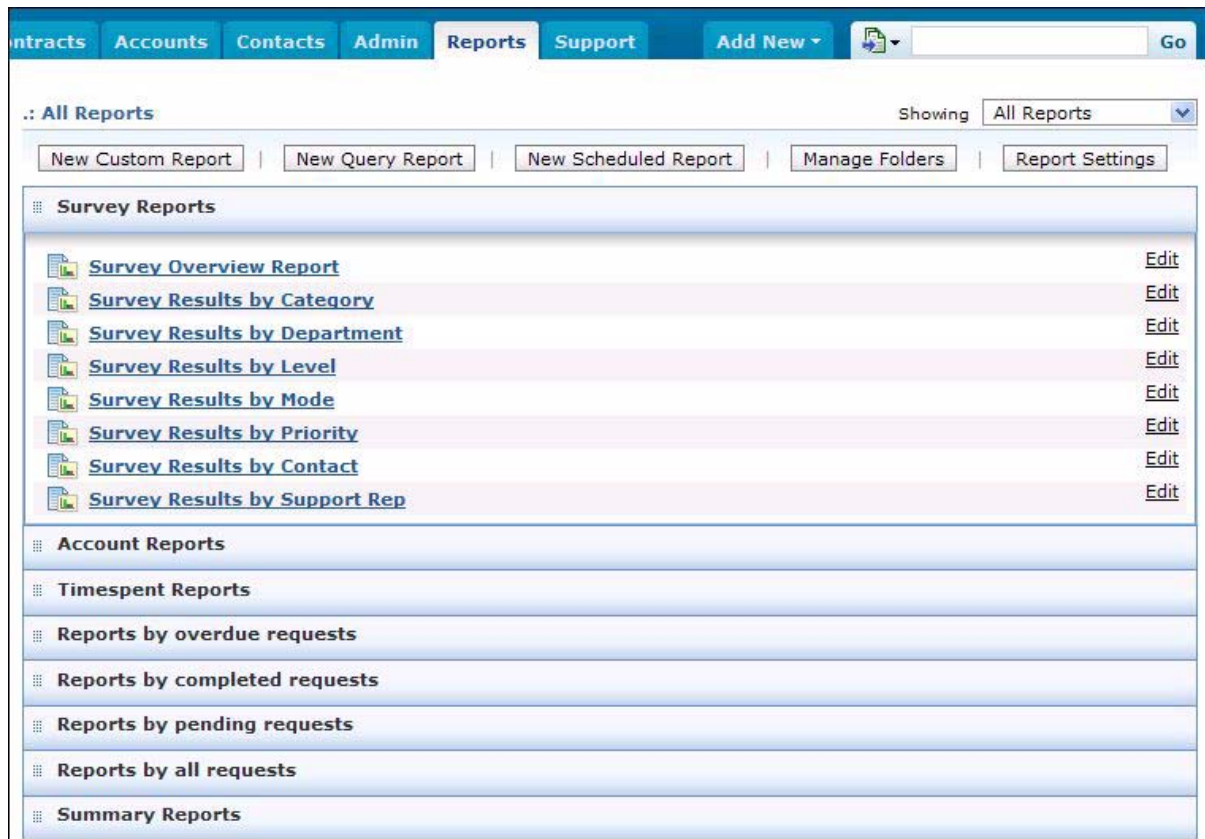 ntracts Accounts Contacts Admin Reports Support Add New Go
.: All Reports Showing All Reports
New Custom Report | New Query Report | New Scheduled Report | Manage Folders | Report Settings
Survey Reports
Survey Overview Report Edit
Survey Results by Category Edit
Survey Results by Department Edit
Survey Results by Level Edit
Survey Results by Mode Edit
Survey Results by Priority Edit
Survey Results by Contact Edit
Survey Results by Support Rep Edit
Account Reports
Timespent Reports
Reports by overdue requests
Reports by completed requests
Reports by pending requests
Reports by all requests
Summary Reports